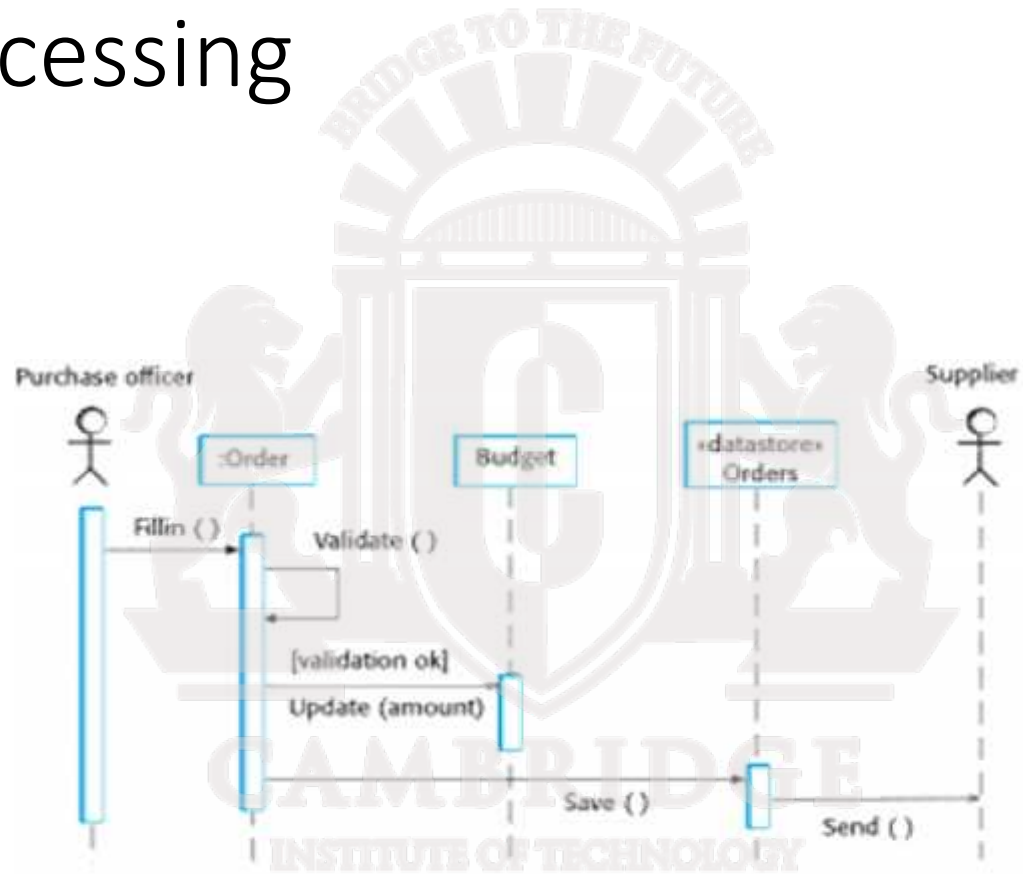 cessing
BRIDGE TO THE FUTURE
Purchase officer
Supplier
:Order
Budget
«datastore»
Orders
Fillin ( )
Validate ( )
[validation ok]
Update (amount)
Save ( )
Send ( )
CAMBRIDGE
INSTITUTE OF TECHNOLOGY